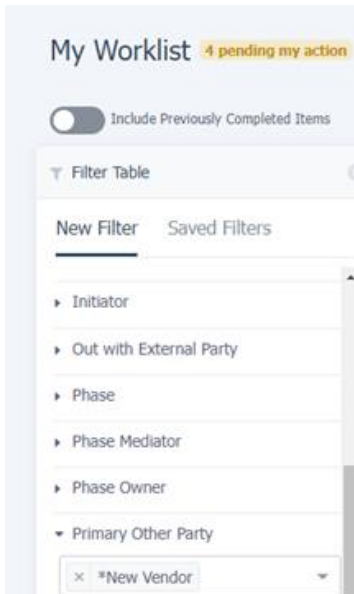 My Worklist 4 pending my action
Include Previously Completed Items
Filter Table
New Filter Saved Filters
Initiator
Out with External Party
Phase
Phase Mediator
Phase Owner
Primary Other Party
× *New Vendor